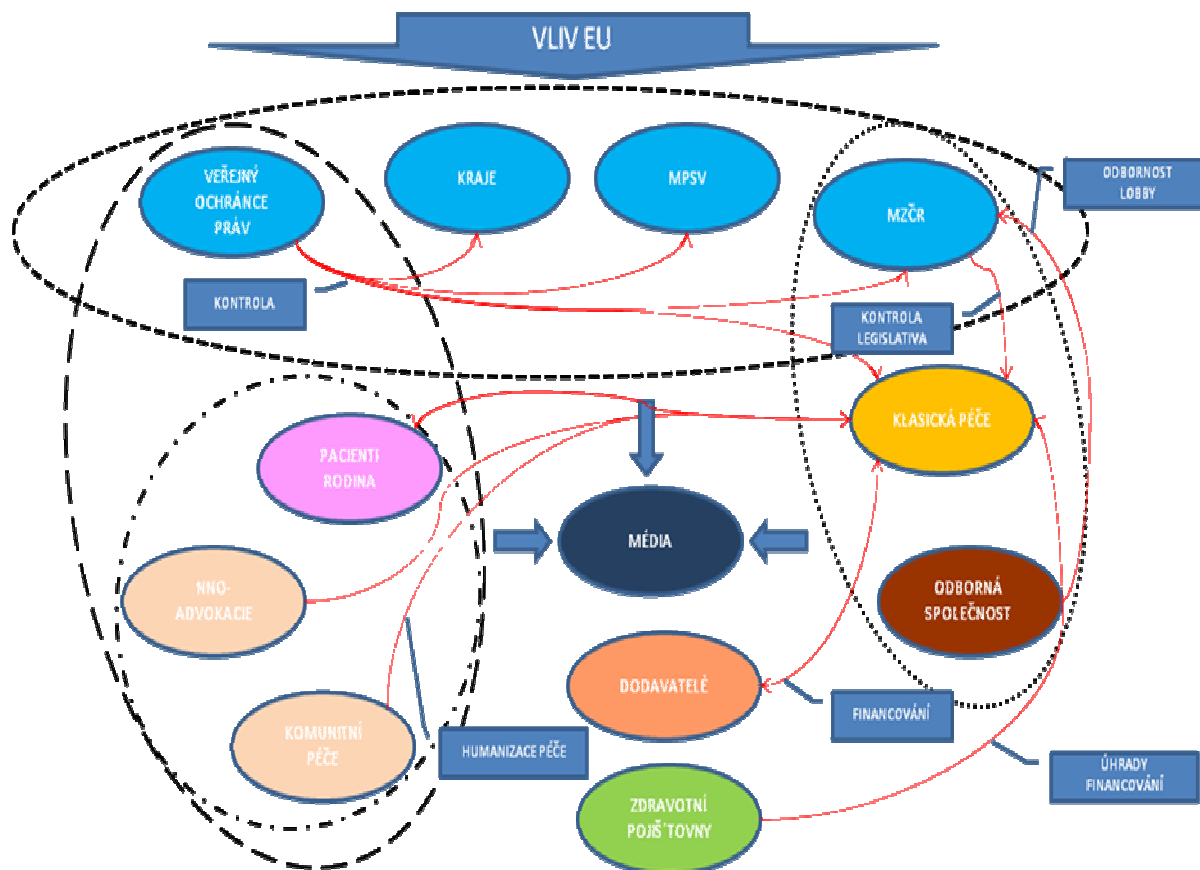 VLIV EU
VEŘEJNÝ
OCHRÁNCE
PRÁV
KRAJE
MPSV
MZČR
ODBORNOST
LOBBY
KONTROLA
KONTROLA
LEGISLATIVA
KLASICKÁ PÉČE
PACIENTI
RODINA
MÉDIA
NNO-
ADVOKACIE
ODBORNÁ
SPOLEČNOST
DODAVATELÉ
FINANCOVÁNÍ
KOMUNITNÍ
PÉČE
HUMANIZACE PÉČE
ÚHRADY
FINANCOVÁNÍ
ZDRAVOTNÍ
POJIŠŤOVNY